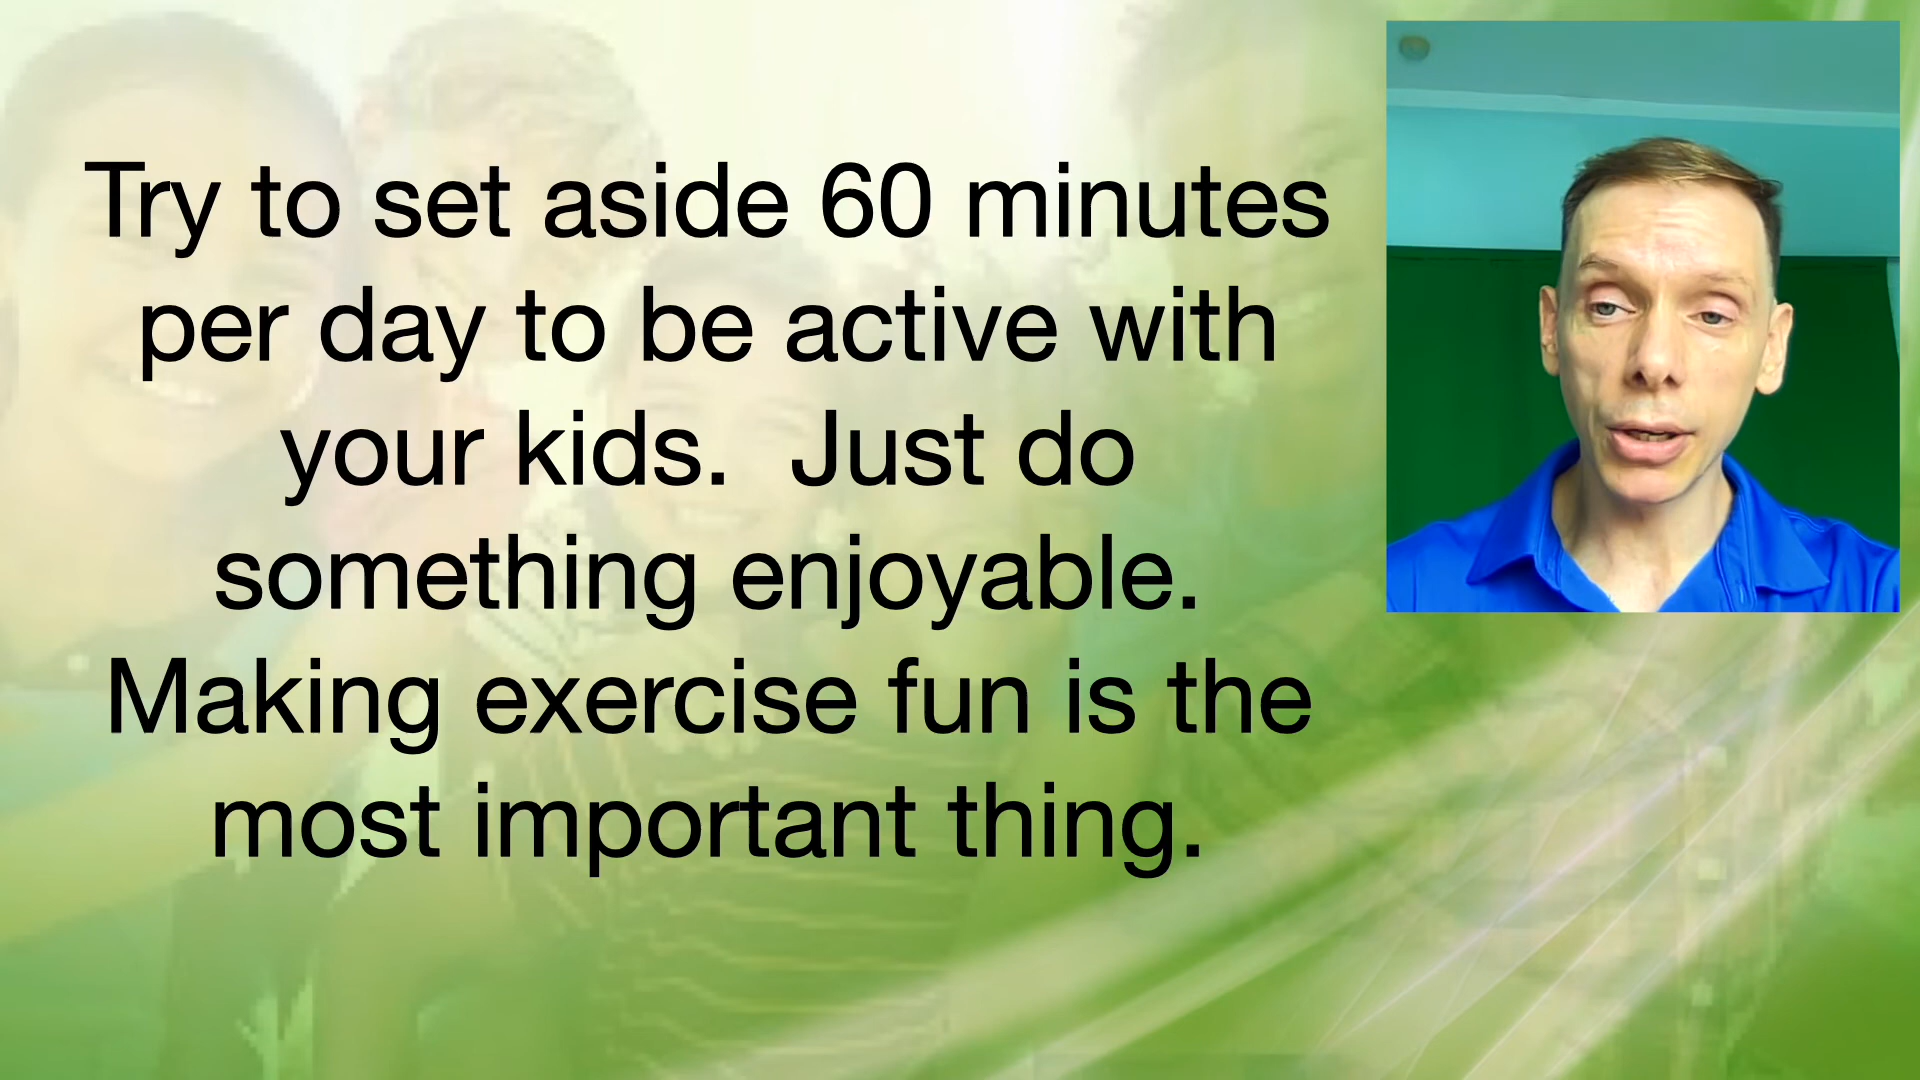 Try to set aside 60 minutes
per day to be active with
your kids.  Just do
something enjoyable.
Making exercise fun is the
most important thing.